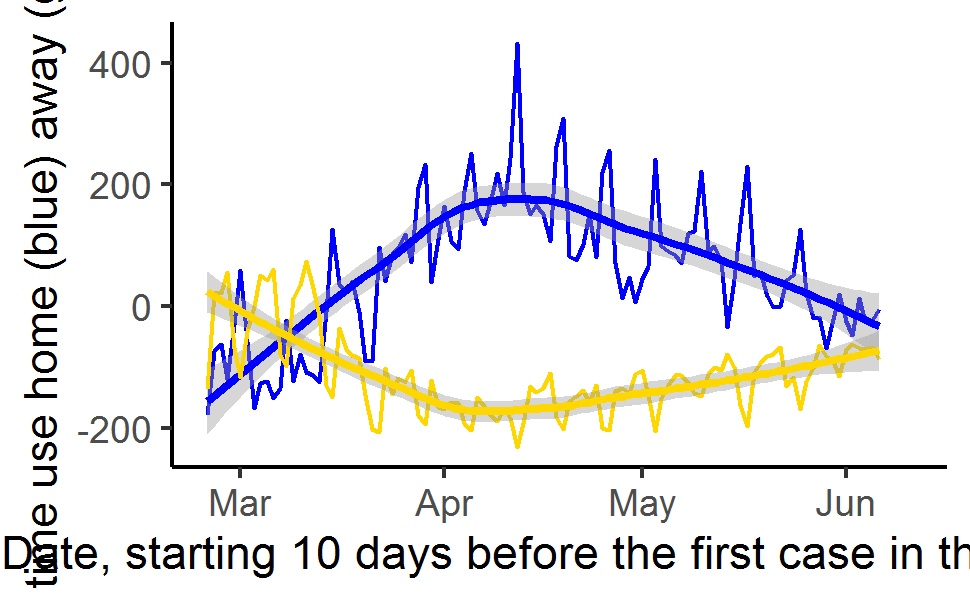 time use home (blue) away (
400
200
0
-200
Mar Apr May Jun
Date, starting 10 days before the first case in th